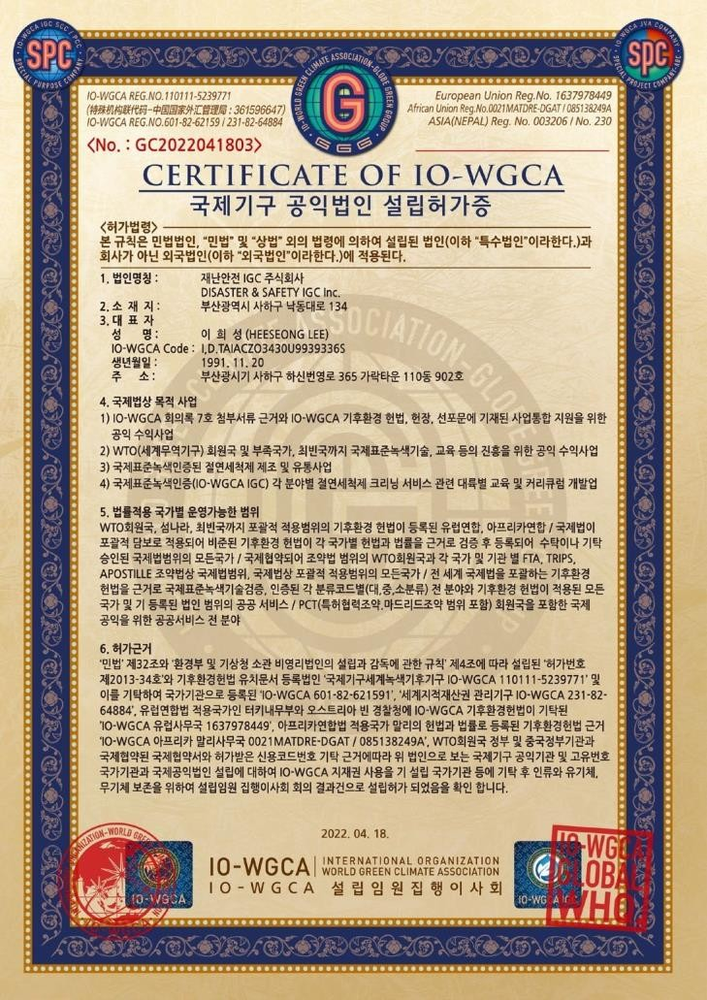 IO-WGCA IGC SCC / PCC
SPC
SPECIAL PURPOSE COMPANY
IO-WORLD GREEN CLIMATE ASSOCIATION-GLOBE GREEN GROUP
G
GGG
IO-WGCA JVA COMPANY
SPC
IO-WGCA REG.NO.110111-5239771
(特殊机构联代码-中国国家外汇管理局 : 361596647)
IO-WGCA REG.NO.601-82-62159 / 231-82-64884
European Union Reg.No. 1637978449
African Union Reg.No.0021MATDRE-DGAT / 085138249A
ASIA(NEPAL) Reg. No. 003206 / No. 230
<No. : GC2022041803>
CERTIFICATE OF IO-WGCA
국제기구 공익법인 설립허가증
<허가법령>
본 규칙은 민법법인, “민법” 및 “상법” 외의 법령에 의하여 설립된 법인(이하 “특수법인”이라한다.)과
회사가 아닌 외국법인(이하 “외국법인”이라한다.)에 적용된다.
1. 법인명칭 : 재난안전 IGC 주식회사
DISASTER & SAFETY IGC Inc.
2. 소 재 지 : 부산광역시 사하구 낙동대로 134
3. 대 표 자
성 명 : 이 희 성 (HEESEONG LEE)
IO-WGCA Code : I,D.TAIACZO3430U9939336S
생년월일 : 1991. 11. 20
주 소 : 부산광시기 사하구 하신번영로 365 가락타운 110동 902호
4. 국제법상 목적 사업
1) IO-WGCA 회의록 7호 첨부서류 근거와 IO-WGCA 기후환경 헌법, 헌장, 선포문에 기재된 사업통합 지원을 위한
공익 수익사업
2) WTO(세계무역기구) 회원국 및 부족국가, 최빈국까지 국제표준녹색기술, 교육 등의 진흥을 위한 공익 수익사업
3) 국제표준녹색인증된 절연세척제 제조 및 유통사업
4) 국제표준녹색인증(IO-WGCA IGC) 각 분야별 절연세척제 크리닝 서비스 관련 대륙별 교육 및 커리큐럼 개발업
5. 법률적용 국가별 운영가능한 범위
WTO회원국, 섬나라, 최빈국까지 포괄적 적용범위의 기후환경 헌법이 등록된 유럽연합, 아프리카연합 / 국제법이
포괄적 담보로 적용되어 비준된 기후환경 헌법이 각 국가별 헌법과 법률을 근거로 검증 후 등록되어 수탁이나 기탁
승인된 국제법범위의 모든국가 / 국제협약되어 조약법 범위의 WTO회원국과 각 국가 및 기관 별 FTA, TRIPS,
APOSTILLE 조약법상 국제법범위, 국제법상 포괄적 적용범위의 모든국가 / 전 세계 국제법을 포괄하는 기후환경
헌법을 근거로 국제표준녹색기술검증, 인증된 각 분류코드별(대,중,소분류) 전 분야와 기후환경 헌법이 적용된 모든
국가 및 기 등록된 법인 범위의 공공 서비스 / PCT(특허협력조약.마드리드조약 범위 포함) 회원국을 포함한 국제
공익을 위한 공공서비스 전 분야
6. 허가근거
‘민법’ 제32조와 ‘환경부 및 기상청 소관 비영리법인의 설립과 감독에 관한 규칙’ 제4조에 따라 설립된 ‘허가번호
제2013-34호’와 기후환경헌법 유치문서 등록법인 ‘국제기구세계녹색기후기구 IO-WGCA 110111-5239771’ 및
이를 기탁하여 국가기관으로 등록된 ‘IO-WGCA 601-82-621591’, ‘세계지적재산권 관리기구 IO-WGCA 231-82-
64884’, 유럽연합법 적용국가인 터키내무부와 오스트리아 빈 경찰청에 IO-WGCA 기후환경헌법이 기탁된
‘IO-WGCA 유럽사무국 1637978449’, 아프리카연합법 적용국가 말리의 헌법과 법률로 등록된 기후환경헌법 근거
‘IO-WGCA 아프리카 말리사무국 0021MATDRE-DGAT / 085138249A’, WTO회원국 정부 및 중국정부기관과
국제협약된 국제협약서와 허가받은 신용코드번호 기탁 근거에따라 위 법인으로 보는 국제기구 공익기관 및 고유번호
국가기관과 국제공익법인 설립에 대하여 IO-WGCA 지재권 사용을 기 설립 국가기관 등에 기탁 후 인류와 유기체,
무기체 보존을 위하여 설립임원 집행이사회 회의 결과건으로 설립허가 되었음을 확인 합니다.
2022. 04. 18.
IO-WGCA
IO-WGCA | INTERNATIONAL ORGANIZATION
WORLD GREEN CLIMATE ASSOCIATION
IO-WGCA 설립임원집행이사회
IO-WGCA
GLOBAL
WHO